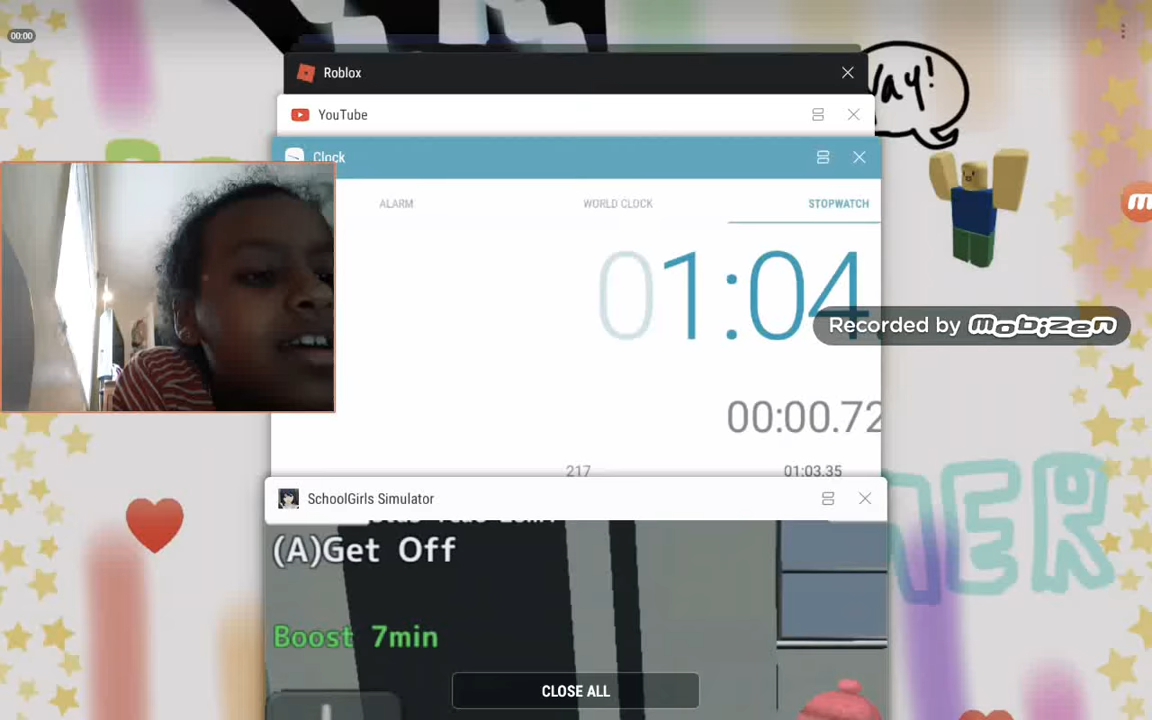 00:00
Roblox
Yay!
YouTube
Clock
ALARM WORLD CLOCK STOPWATCH
01:04
Recorded by mobizen
00:00.72
217 01:03.35
SchoolGirls Simulator
(A)Get Off
Boost 7min
CLOSE ALL